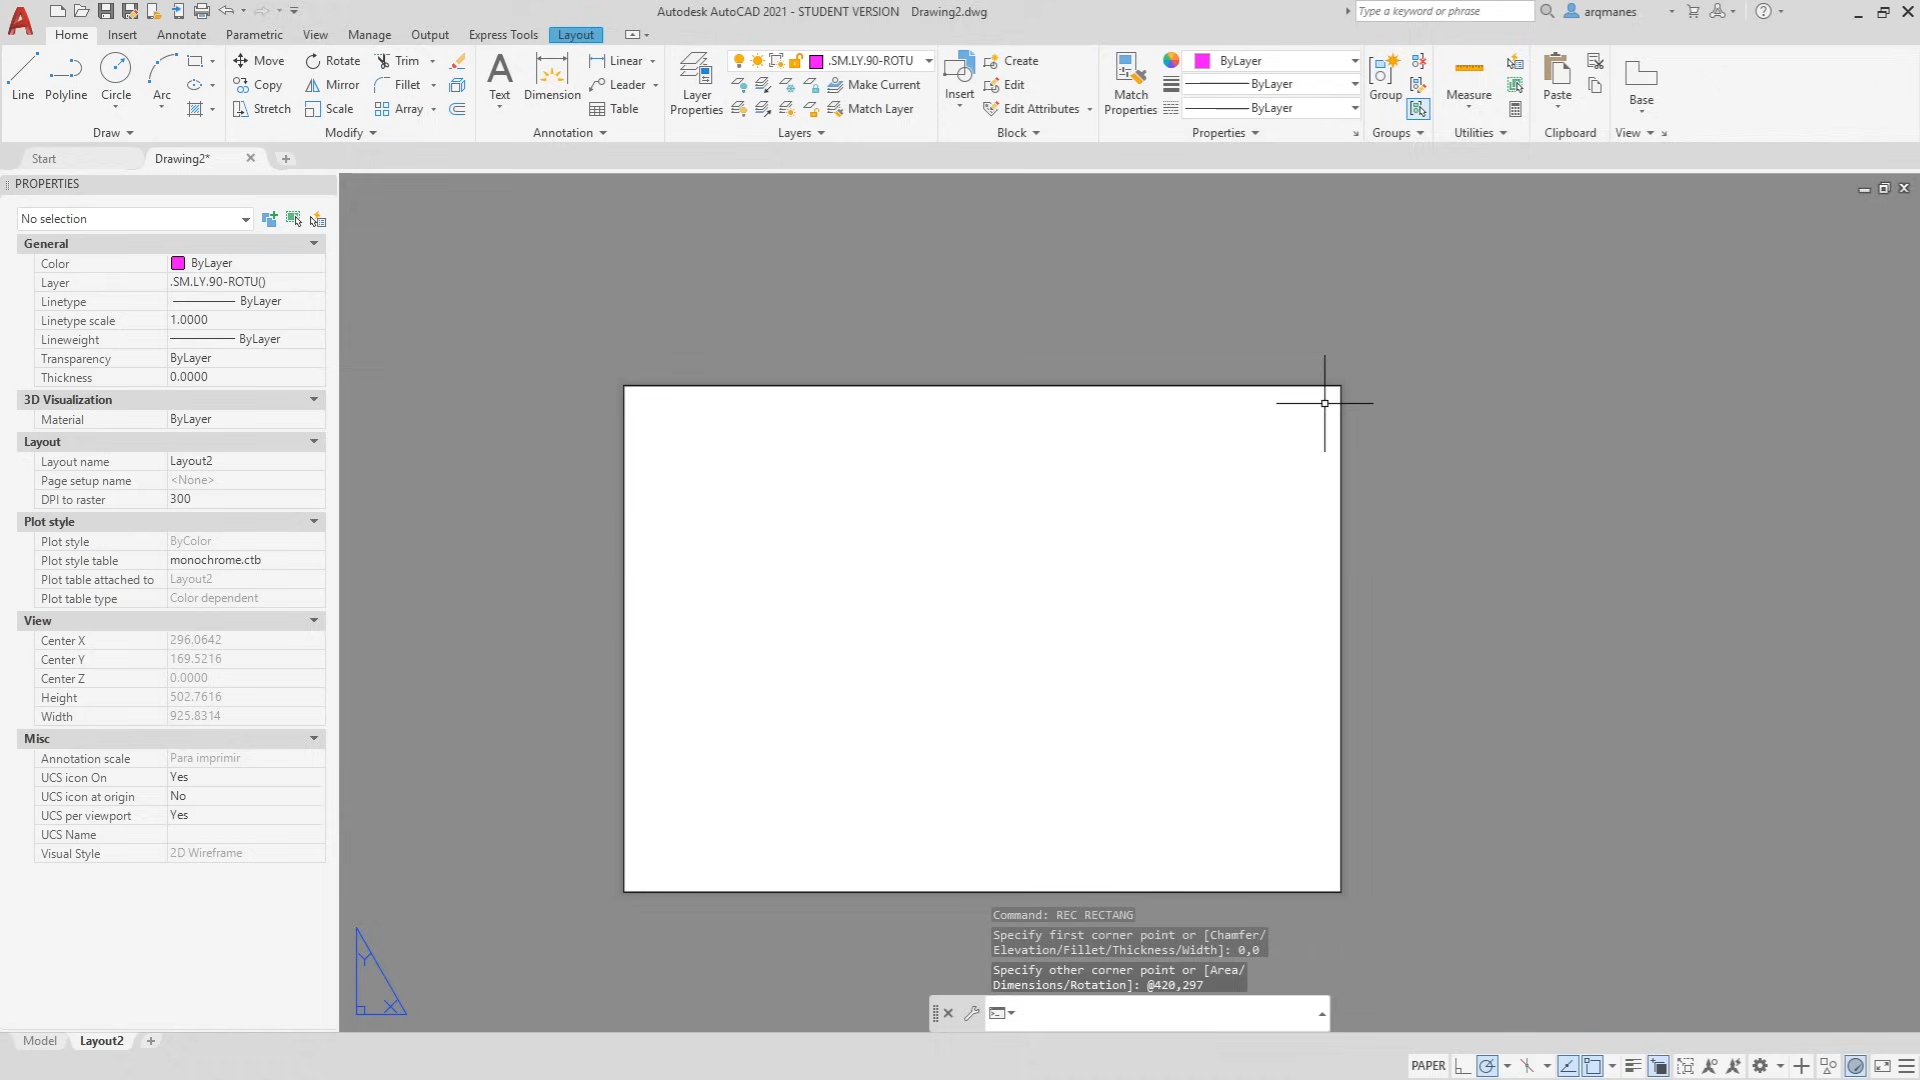 Autodesk AutoCAD 2021 - STUDENT VERSION Drawing2.dwg
Type a keyword or phrase
arqmanes
Home Insert Annotate Parametric View Manage Output Express Tools Layout
Line Polyline Circle Arc
Draw
Move Rotate Trim
Copy Mirror Fillet
Stretch Scale Array
Modify
Text Dimension
Linear
Leader
Table
Annotation
Layer Properties
.SM.LY.90-ROTU
Make Current
Match Layer
Layers
Insert
Create
Edit
Edit Attributes
Block
Match Properties
ByLayer
ByLayer
ByLayer
Properties
Group
Groups
Measure
Utilities
Paste
Clipboard
Base
View
Start Drawing2*
PROPERTIES
No selection
General
Color ByLayer
Layer .SM.LY.90-ROTU()
Linetype ByLayer
Linetype scale 1.0000
Lineweight ByLayer
Transparency ByLayer
Thickness 0.0000
3D Visualization
Material ByLayer
Layout
Layout name Layout2
Page setup name <None>
DPI to raster 300
Plot style
Plot style ByColor
Plot style table monochrome.ctb
Plot table attached to Layout2
Plot table type Color dependent
View
Center X 296.0642
Center Y 169.5216
Center Z 0.0000
Height 502.7616
Width 925.8314
Misc
Annotation scale Para imprimir
UCS icon On Yes
UCS icon at origin No
UCS per viewport Yes
UCS Name
Visual Style 2D Wireframe
Command: REC RECTANG
Specify first corner point or [Chamfer/
Elevation/Fillet/Thickness/Width]: 0,0
Specify other corner point or [Area/
Dimensions/Rotation]: @420,297
Y
X
Model Layout2
PAPER